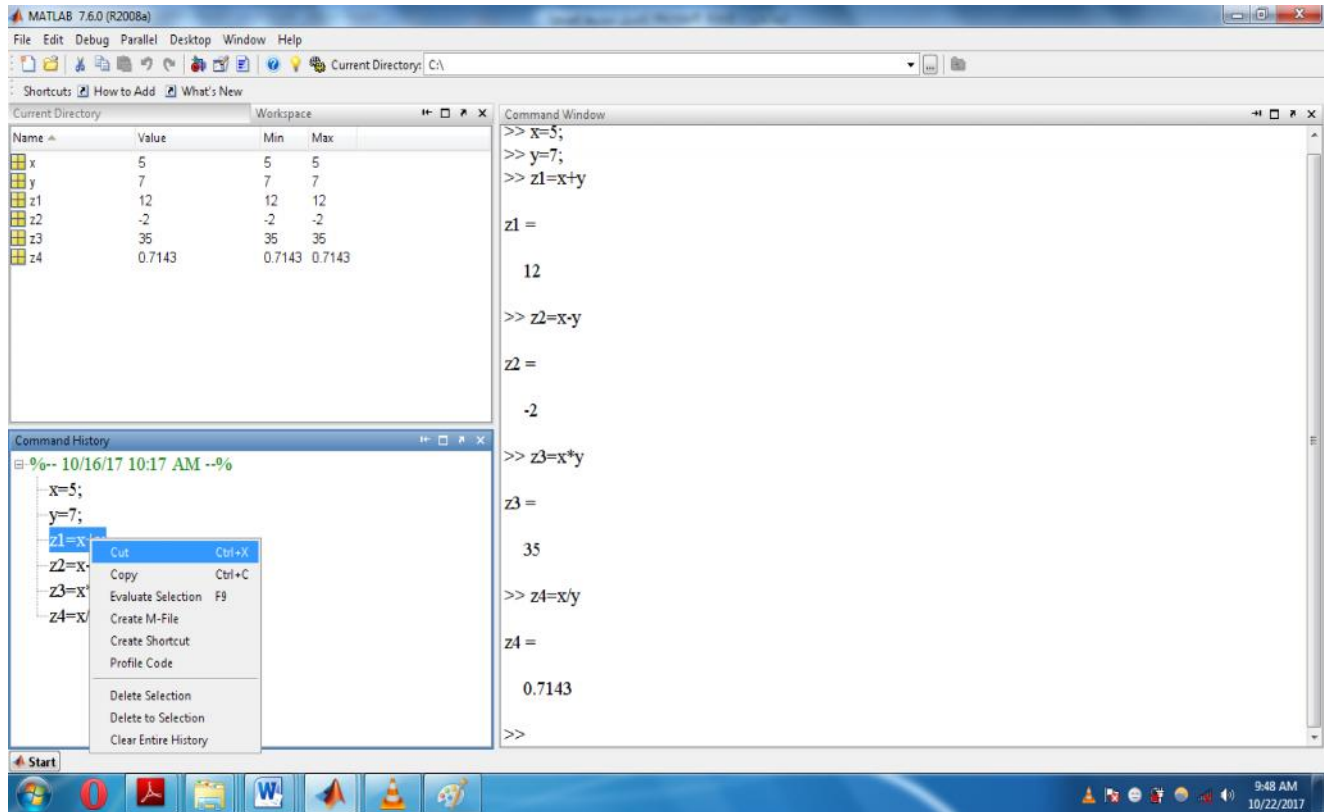 MATLAB 7.6.0 (R2008a)
File Edit Debug Parallel Desktop Window Help
Current Directory: C:\
Shortcuts How to Add What's New
Current Directory Workspace
Name Value Min Max
x 5 5 5
y 7 7 7
z1 12 12 12
z2 -2 -2 -2
z3 35 35 35
z4 0.7143 0.7143 0.7143
Command History
%-- 10/16/17 10:17 AM --%
x=5;
y=7;
z1=x+y
z2=x-
z3=x*
z4=x/
Cut Ctrl+X
Copy Ctrl+C
Evaluate Selection F9
Create M-File
Create Shortcut
Profile Code
Delete Selection
Delete to Selection
Clear Entire History
Command Window
>> x=5;
>> y=7;
>> z1=x+y
z1 =
12
>> z2=x-y
z2 =
-2
>> z3=x*y
z3 =
35
>> z4=x/y
z4 =
0.7143
>>
Start
W
9:48 AM
10/22/2017